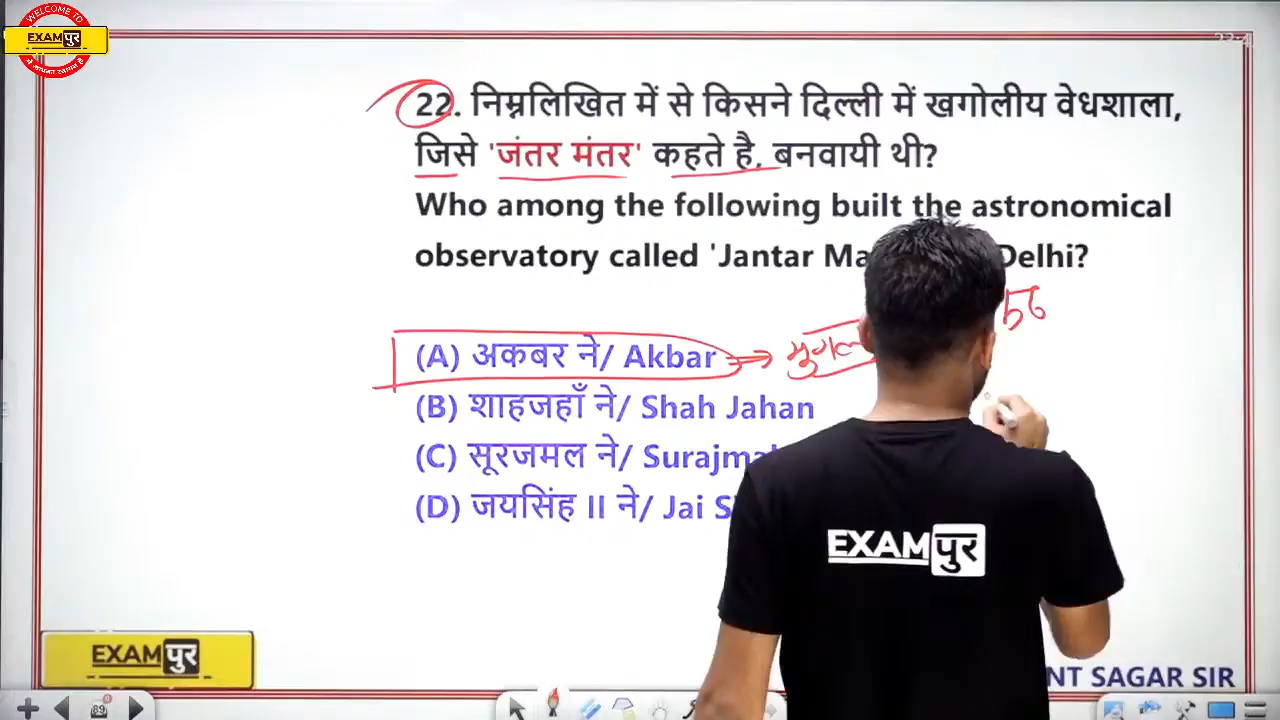 WELCOME TO
EXAMपुर
22. निम्नलिखित में से किसने दिल्ली में खगोलीय वेधशाला,
जिसे 'जंतर मंतर' कहते है, बनवायी थी?
Who among the following built the astronomical
observatory called 'Jantar Ma Delhi?
56
(A) अकबर ने/ Akbar
मुगल
(B) शाहजहाँ ने/ Shah Jahan
(C) सूरजमल ने/ Surajma
(D) जयसिंह II ने/ Jai S
EXAMपुर
EXAMपुर
NT SAGAR SIR
89